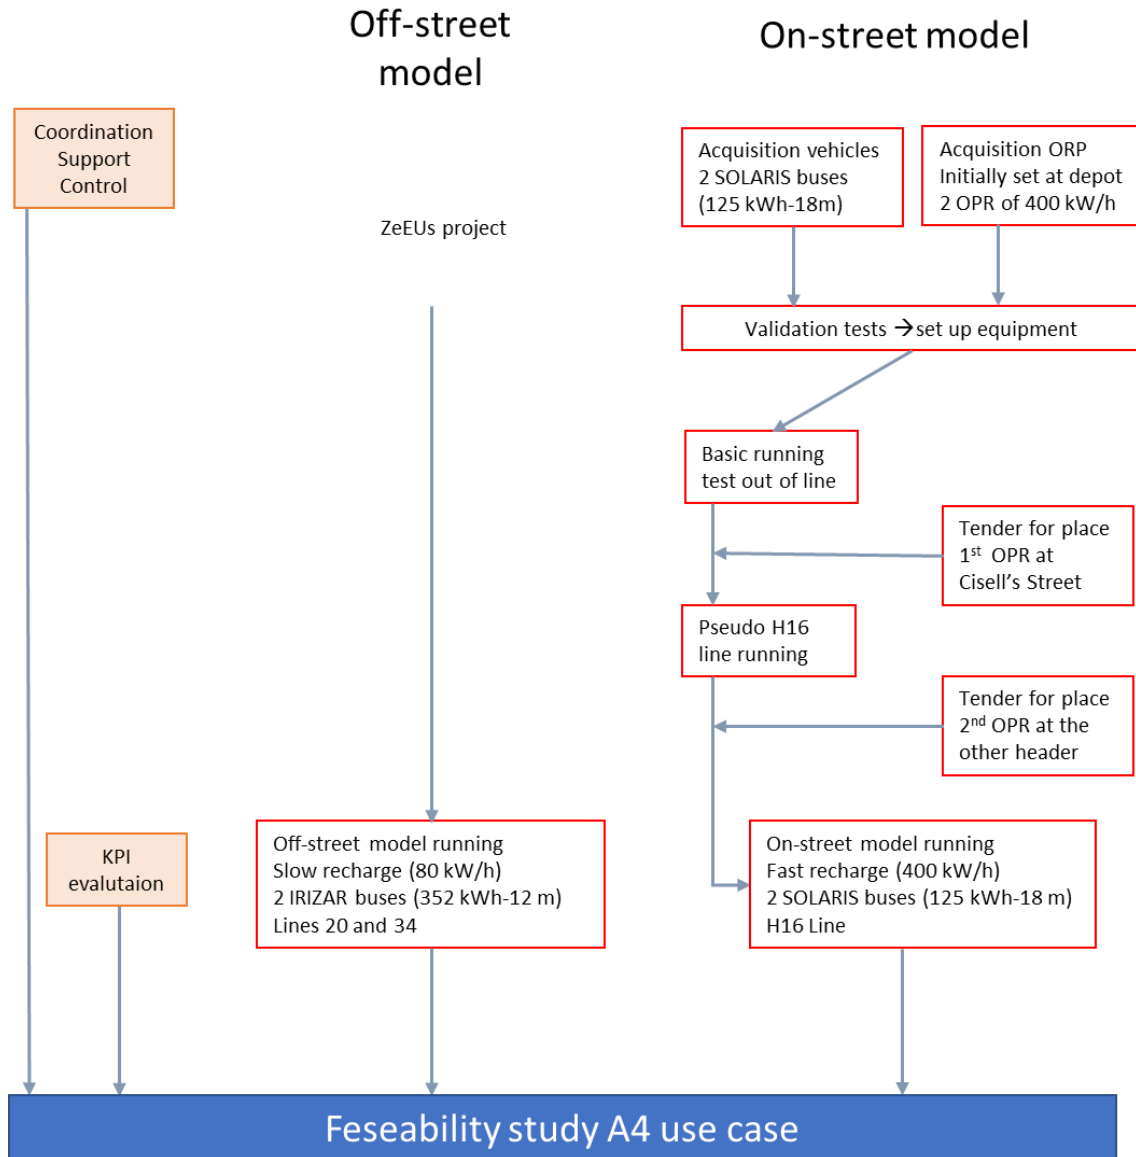 Off-street
model
On-street model
Coordination
Support
Control
ZeEUs project
Acquisition vehicles
2 SOLARIS buses
(125 kWh-18m)
Acquisition ORP
Initially set at depot
2 OPR of 400 kW/h
Validation tests → set up equipment
Basic running
test out of line
Tender for place
1st OPR at
Cisell's Street
Pseudo H16
line running
Tender for place
2nd OPR at the
other header
KPI
evalutaion
Off-street model running
Slow recharge (80 kW/h)
2 IRIZAR buses (352 kWh-12 m)
Lines 20 and 34
On-street model running
Fast recharge (400 kW/h)
2 SOLARIS buses (125 kWh-18 m)
H16 Line
Feseability study A4 use case